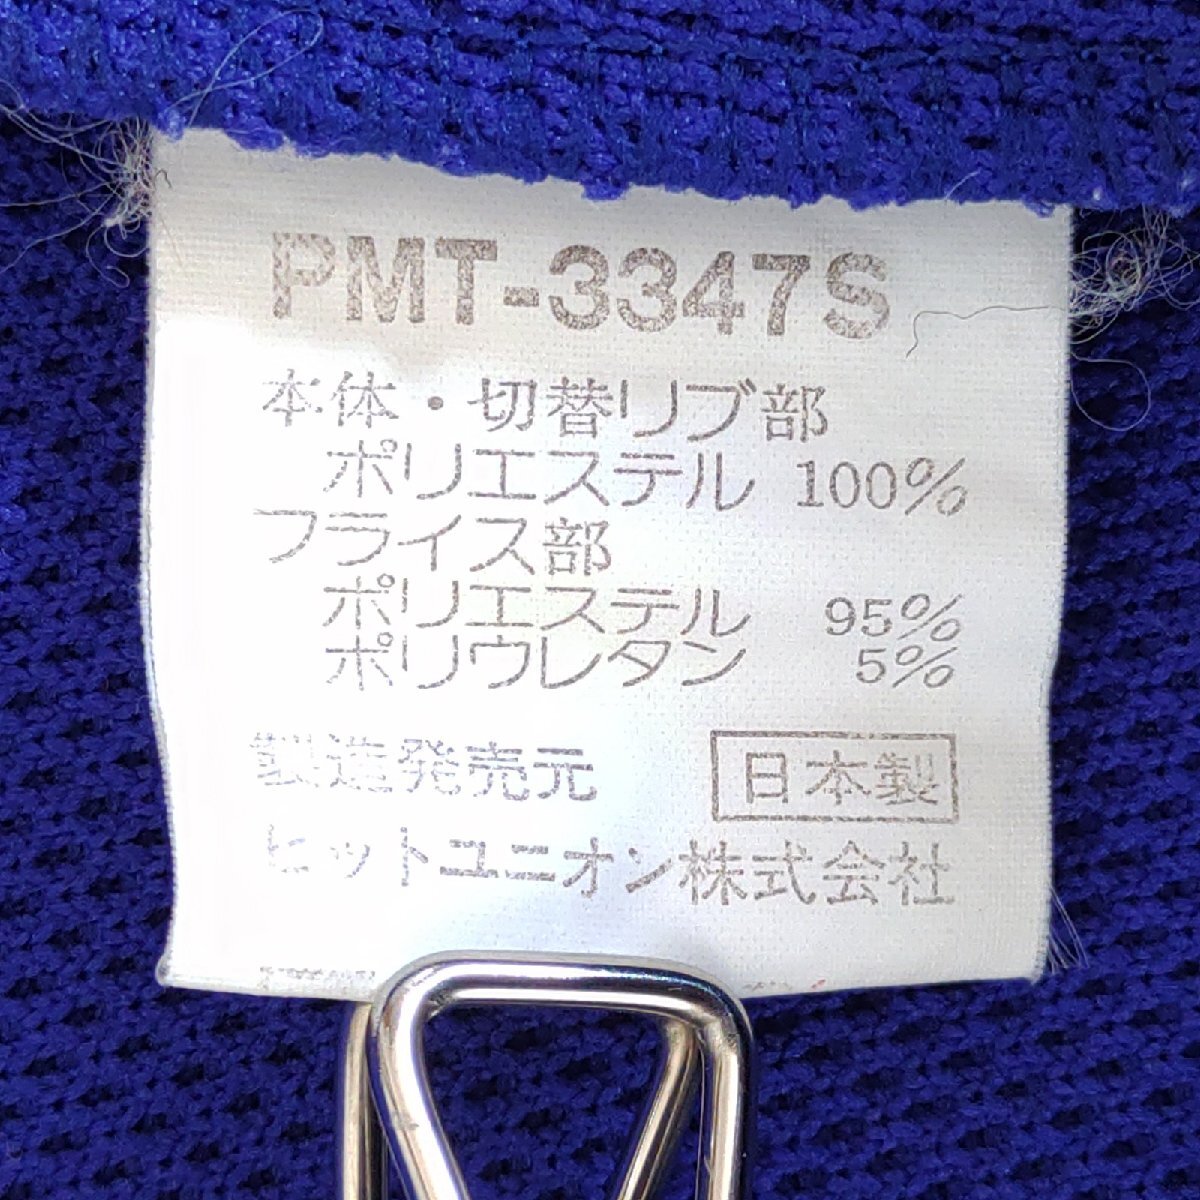 PMT-3347S
本体・切替リブ部
ポリエステル 100%
フライス部
ポリエステル 95%
ポリウレタン 5%
製造発売元 日本製
ヒットユニオン株式会社